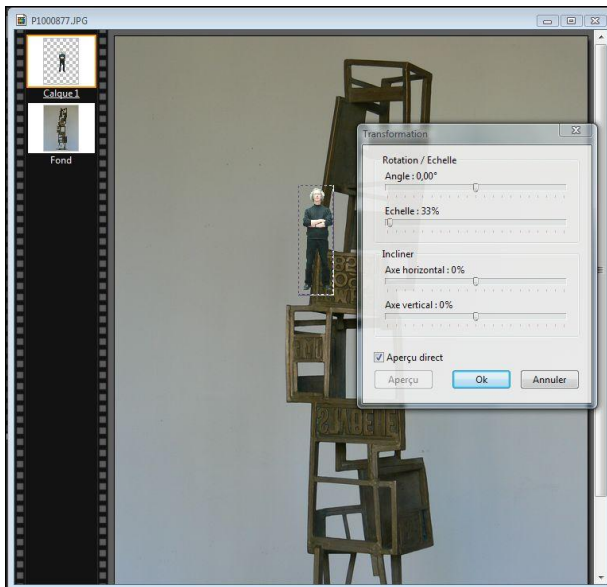 P1000877.JPG
Calque 1
Fond
Transformation
Rotation / Echelle
Angle : 0,00°
Echelle : 33%
Incliner
Axe horizontal : 0%
Axe vertical : 0%
Aperçu direct
Aperçu
Ok
Annuler